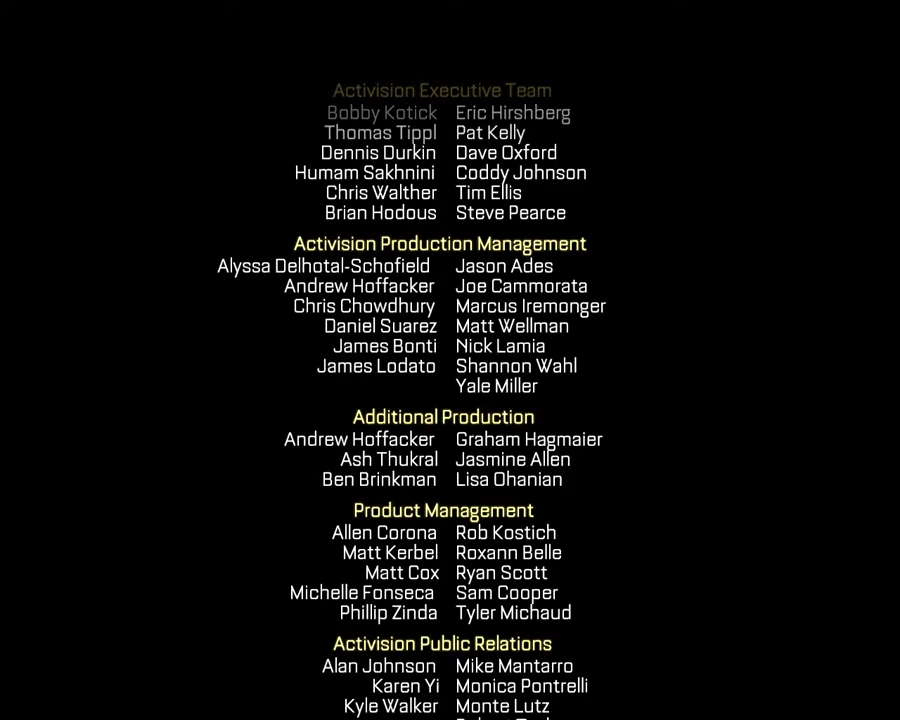 Activision Executive Team
Bobby Kotick Eric Hirshberg
Thomas Tippl Pat Kelly
Dennis Durkin Dave Oxford
Humam Sakhnini Coddy Johnson
Chris Walther Tim Ellis
Brian Hodous Steve Pearce
Activision Production Management
Alyssa Delhotal-Schofield Jason Ades
Andrew Hoffacker Joe Cammorata
Chris Chowdhury Marcus Iremonger
Daniel Suarez Matt Wellman
James Bonti Nick Lamia
James Lodato Shannon Wahl
Yale Miller
Additional Production
Andrew Hoffacker Graham Hagmaier
Ash Thukral Jasmine Allen
Ben Brinkman Lisa Ohanian
Product Management
Allen Corona Rob Kostich
Matt Kerbel Roxann Belle
Matt Cox Ryan Scott
Michelle Fonseca Sam Cooper
Phillip Zinda Tyler Michaud
Activision Public Relations
Alan Johnson Mike Mantarro
Karen Yi Monica Pontrelli
Kyle Walker Monte Lutz